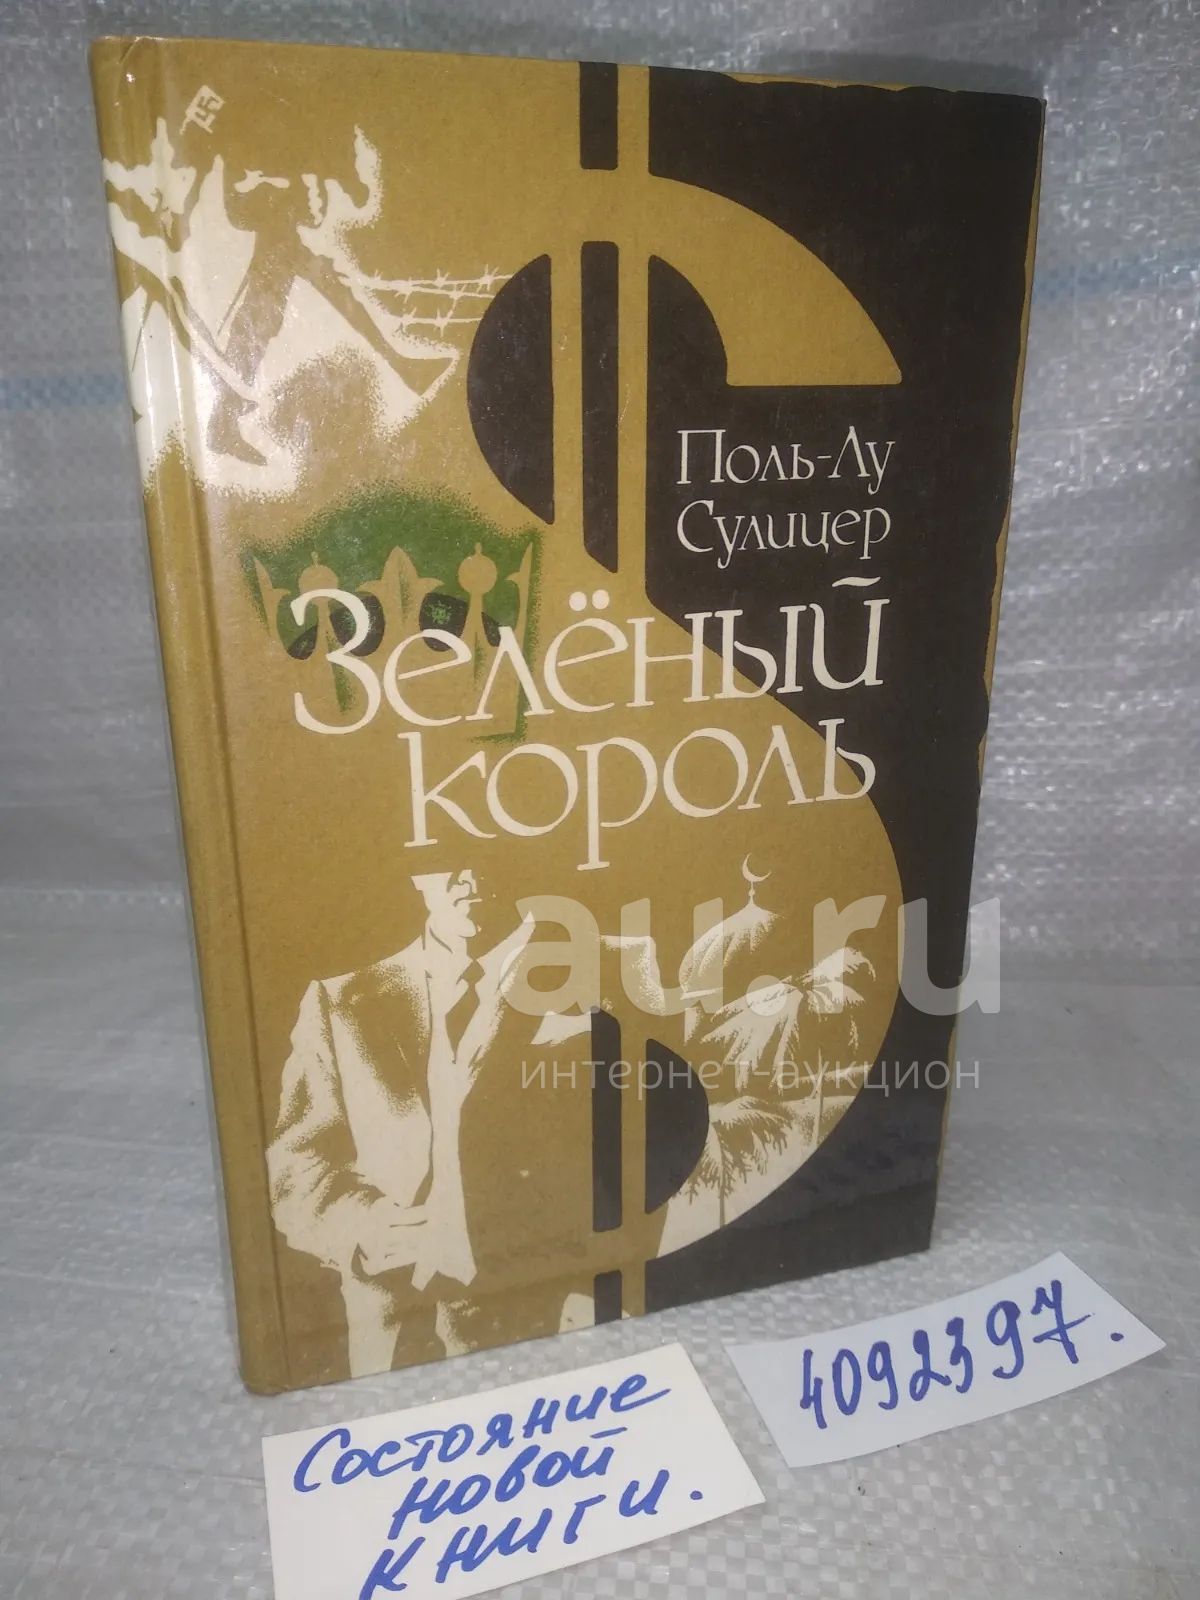 Поль-Лу
Сулицер
Зелёный
король
au.ru
интернет-аукцион
4092397.
Состояние
новой
книги.